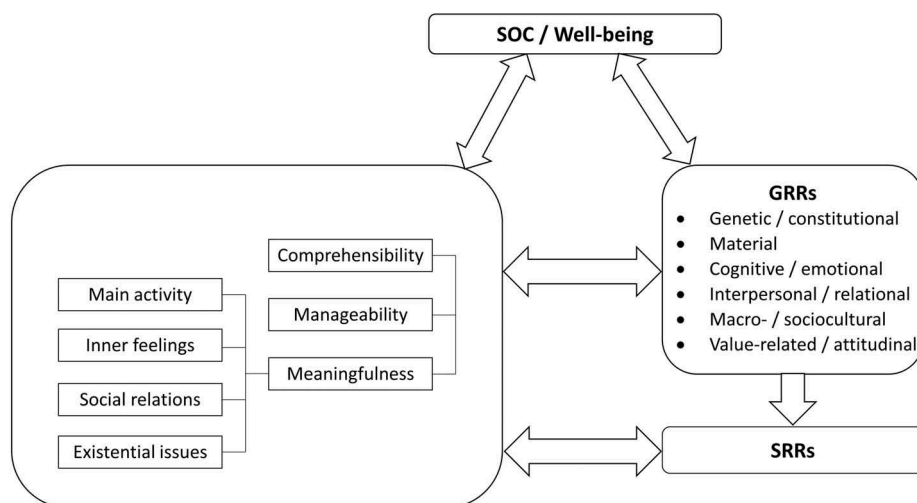 SOC / Well-being
Comprehensibility
Manageability
Meaningfulness
Main activity
Inner feelings
Social relations
Existential issues
GRRs
• Genetic / constitutional
• Material
• Cognitive / emotional
• Interpersonal / relational
• Macro- / sociocultural
• Value-related / attitudinal
SRRs